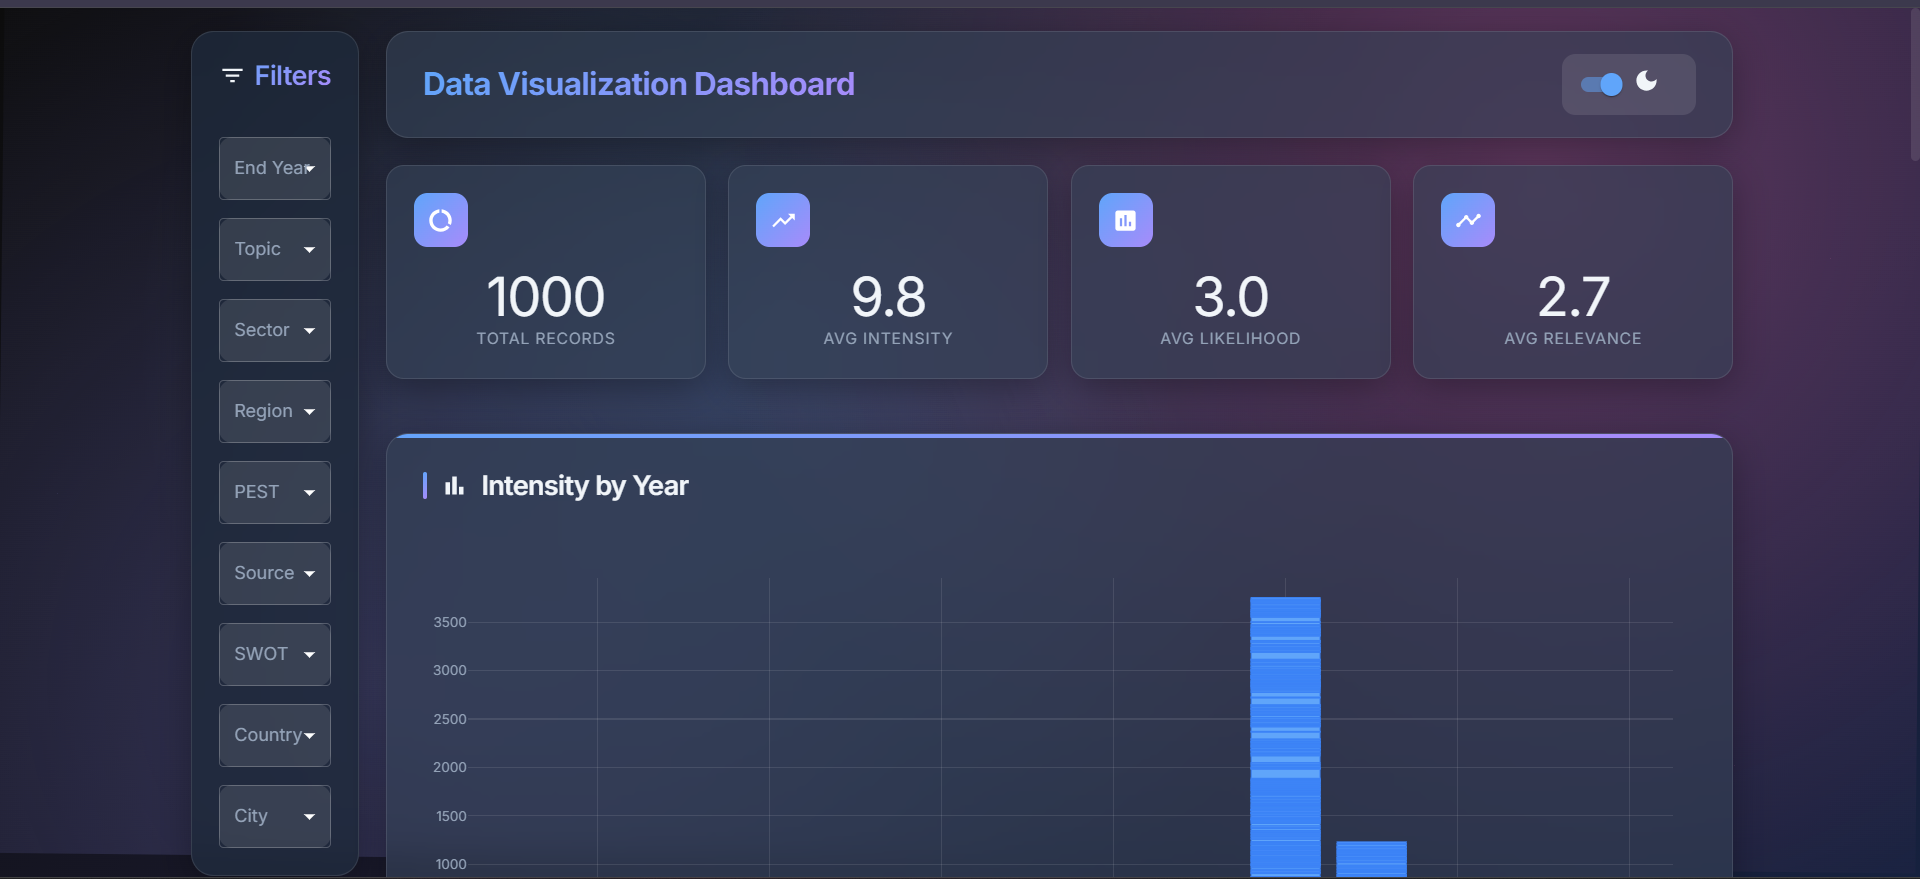 Filters
End Year
Topic
Sector
Region
PEST
Source
SWOT
Country
City
Data Visualization Dashboard
1000
TOTAL RECORDS
9.8
AVG INTENSITY
3.0
AVG LIKELIHOOD
2.7
AVG RELEVANCE
Intensity by Year
3500
3000
2500
2000
1500
1000